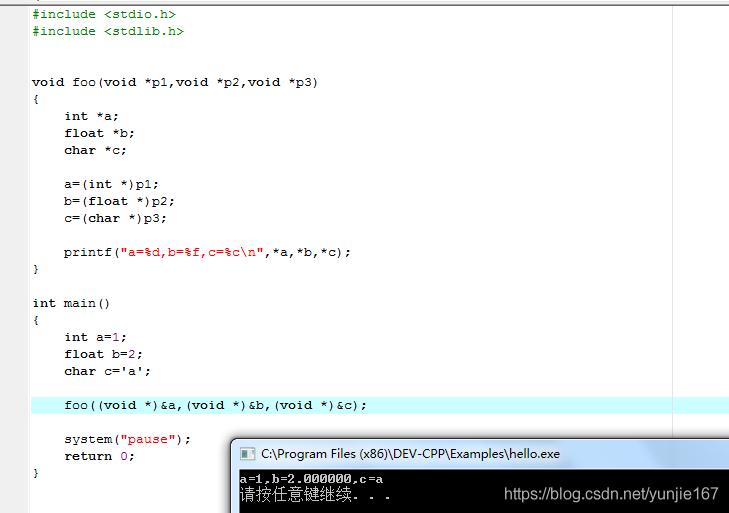 #include <stdio.h>
#include <stdlib.h>
void foo(void *p1,void *p2,void *p3)
{
    int *a;
    float *b;
    char *c;
    a=(int *)p1;
    b=(float *)p2;
    c=(char *)p3;
    printf("a=%d,b=%f,c=%c\n",*a,*b,*c);
}
int main()
{
    int a=1;
    float b=2;
    char c='a';
    foo((void *)&a,(void *)&b,(void *)&c);
    system("pause");
    return 0;
}
C:\Program Files (x86)\DEV-CPP\Examples\hello.exe
a=1,b=2.000000,c=a
请按任意键继续. . .
https://blog.csdn.net/yunjie167